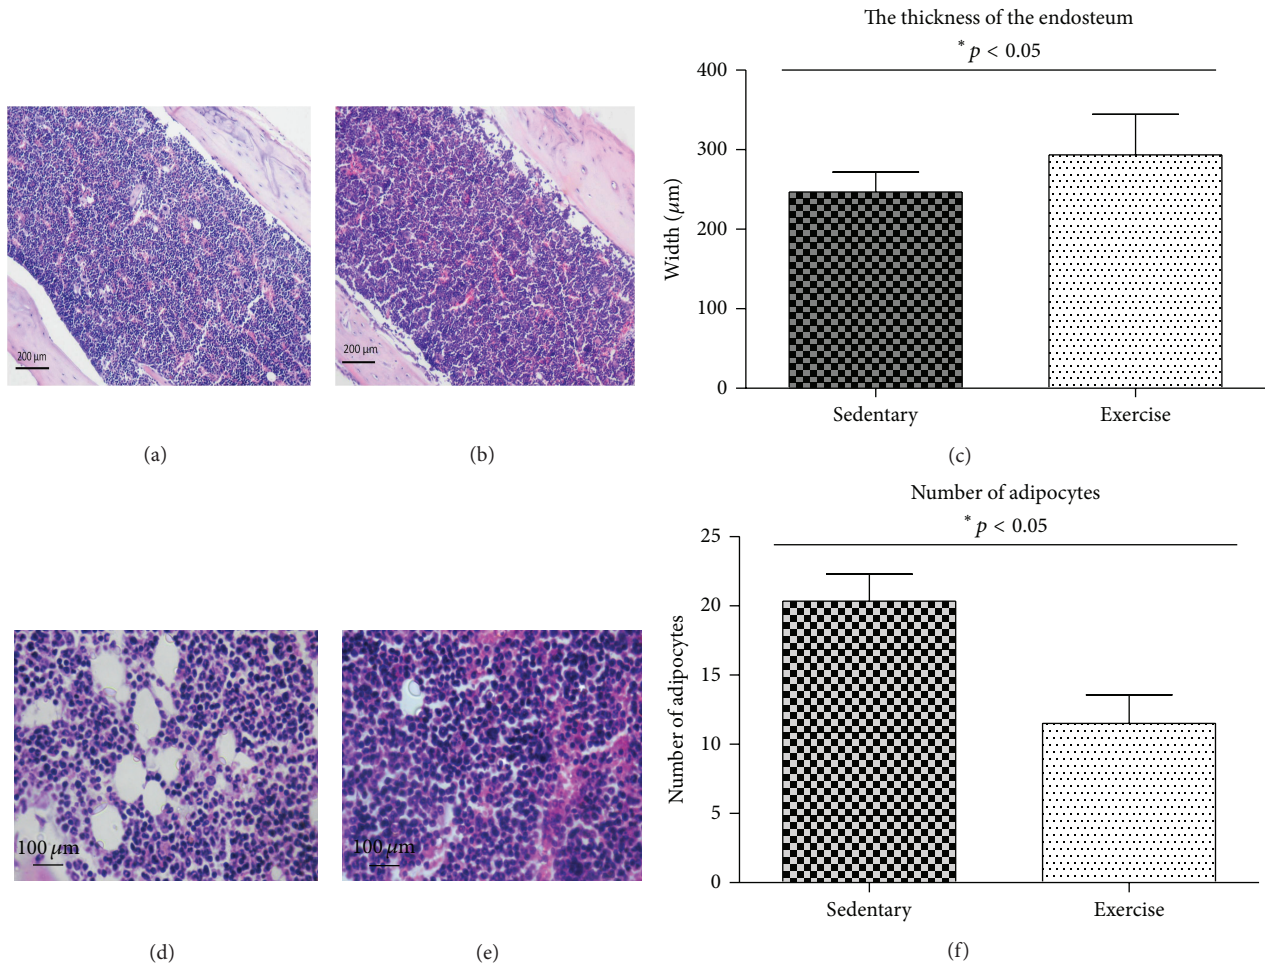 The thickness of the endosteum
* p < 0.05
400
300
200
100
0
Width (μm)
Sedentary
Exercise
200 μm
200 μm
(a)
(b)
(c)
Number of adipocytes
* p < 0.05
25
20
15
10
5
0
Number of adipocytes
Sedentary
Exercise
100 μm
100 μm
(d)
(e)
(f)